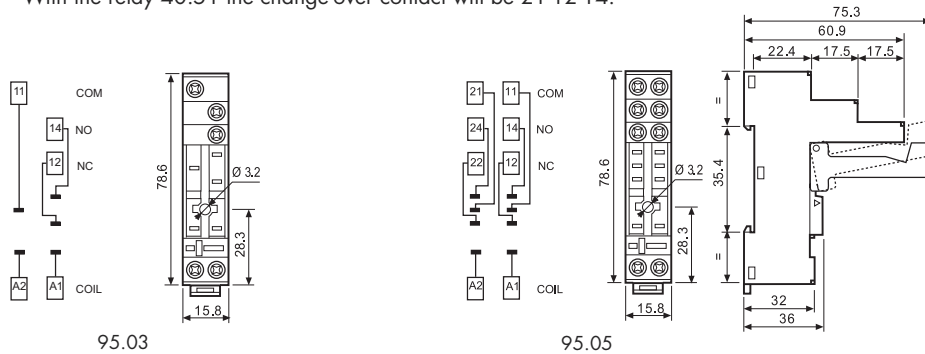 With the relay 40.31 the change over contact will be 21-12-14.
11 COM
14 NO
12 NC
A2 A1 COIL
78.6
Ø 3.2
28.3
15.8
95.03
21 11 COM
24 14 NO
22 12 NC
A2 A1 COIL
78.6
Ø 3.2
28.3
15.8
95.05
75.3
60.9
22.4 17.5 17.5
=
35.4
=
32
36